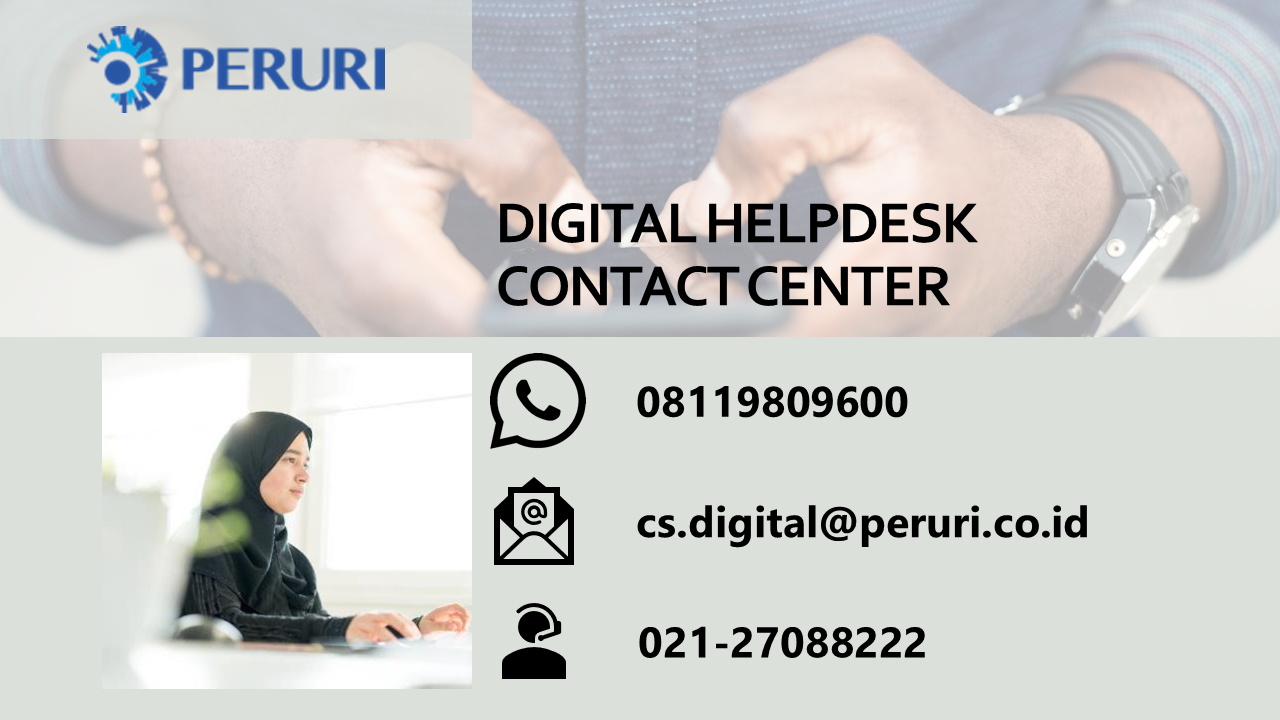 PERURI
DIGITAL HELPDESK
CONTACT CENTER
08119809600
@
cs.digital@peruri.co.id
021-27088222